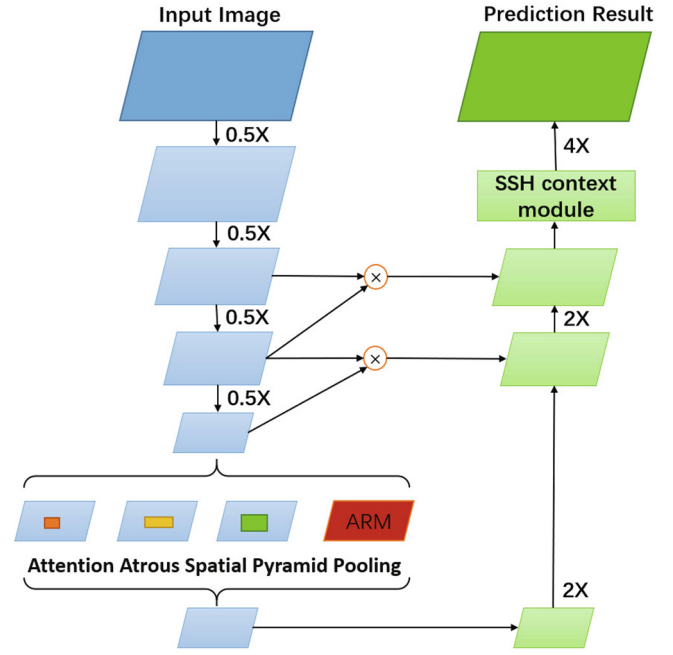 Input Image
Prediction Result
0.5X
4X
SSH context
module
0.5X
×
0.5X
2X
×
0.5X
ARM
Attention Atrous Spatial Pyramid Pooling
2X